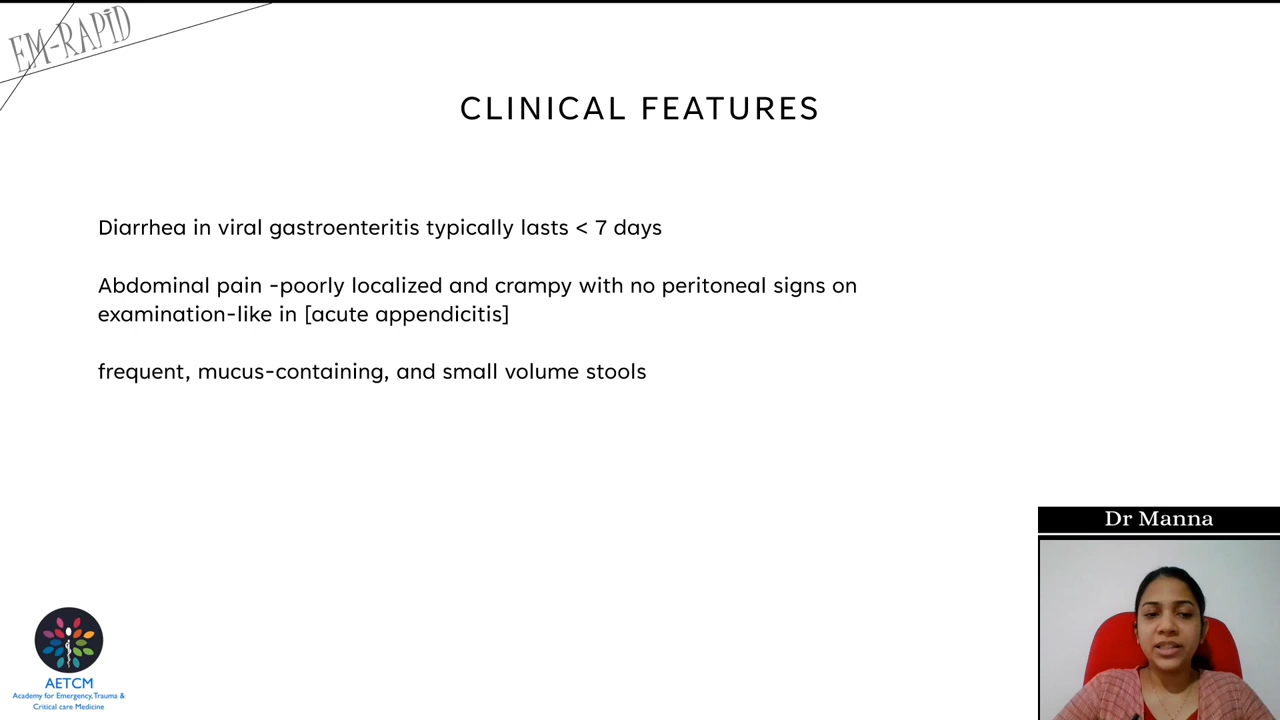 EM-RAPID
CLINICAL FEATURES
Diarrhea in viral gastroenteritis typically lasts < 7 days
Abdominal pain -poorly localized and crampy with no peritoneal signs on
examination-like in [acute appendicitis]
frequent, mucus-containing, and small volume stools
Dr Manna
AETCM
Academy for Emergency,Trauma &
Critical care Medicine